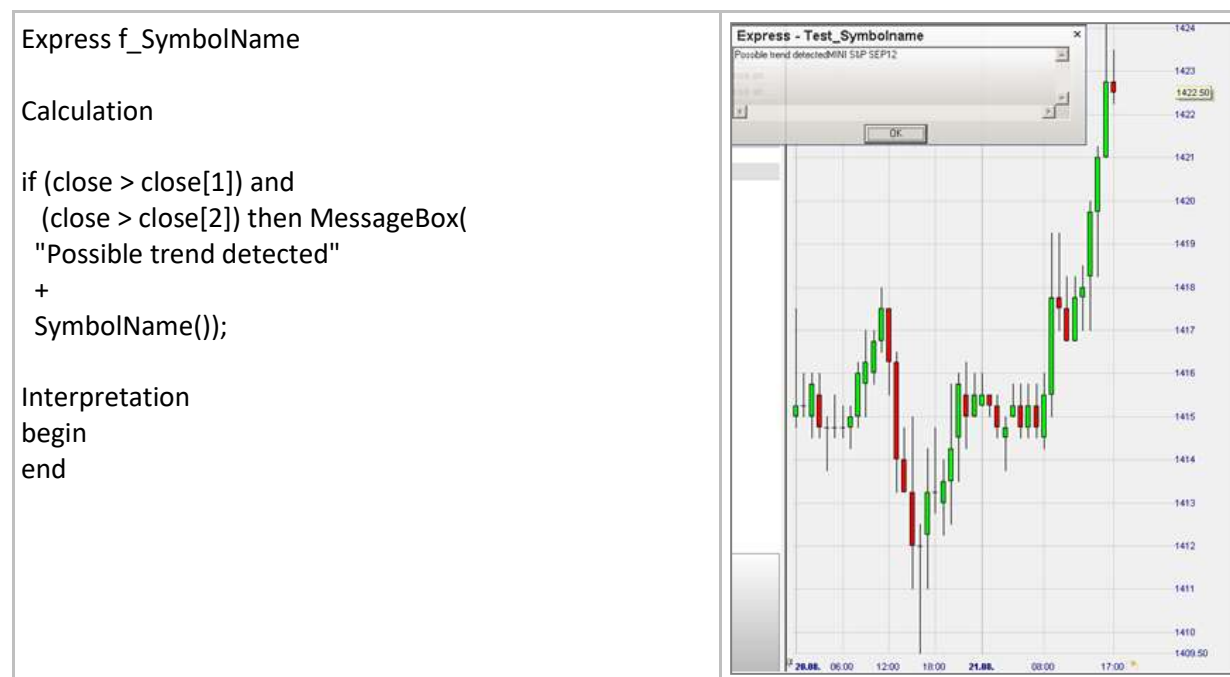 Express f_SymbolName
Calculation
if (close > close[1]) and
(close > close[2]) then MessageBox(
"Possible trend detected"
+
SymbolName());
Interpretation
begin
end
Express - Test_Symbolname ×
Possible trend detectedMINI S&P SEP12
OK
1424
1423
1422.50
1422
1421
1420
1419
1418
1417
1416
1415
1414
1413
1412
1411
1410
1409.50
20.08. 06:00 12:00 18:00 21.08. 08:00 17:00